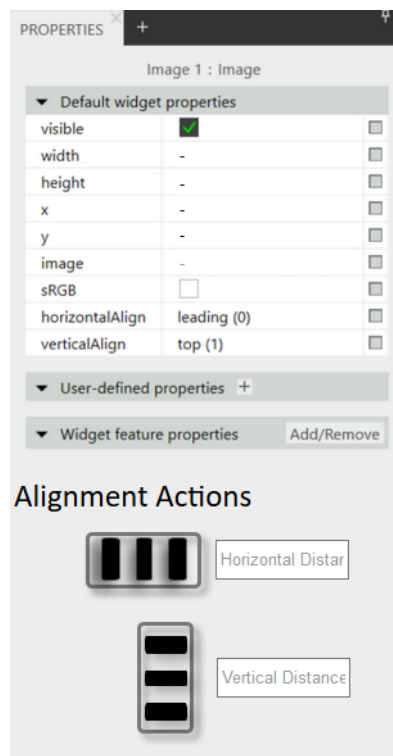 PROPERTIES × +
Image 1 : Image
Default widget properties
visible
width -
height -
x -
y -
image -
sRGB
horizontalAlign leading (0)
verticalAlign top (1)
User-defined properties +
Widget feature properties Add/Remove
Alignment Actions
Horizontal Distar
Vertical Distance